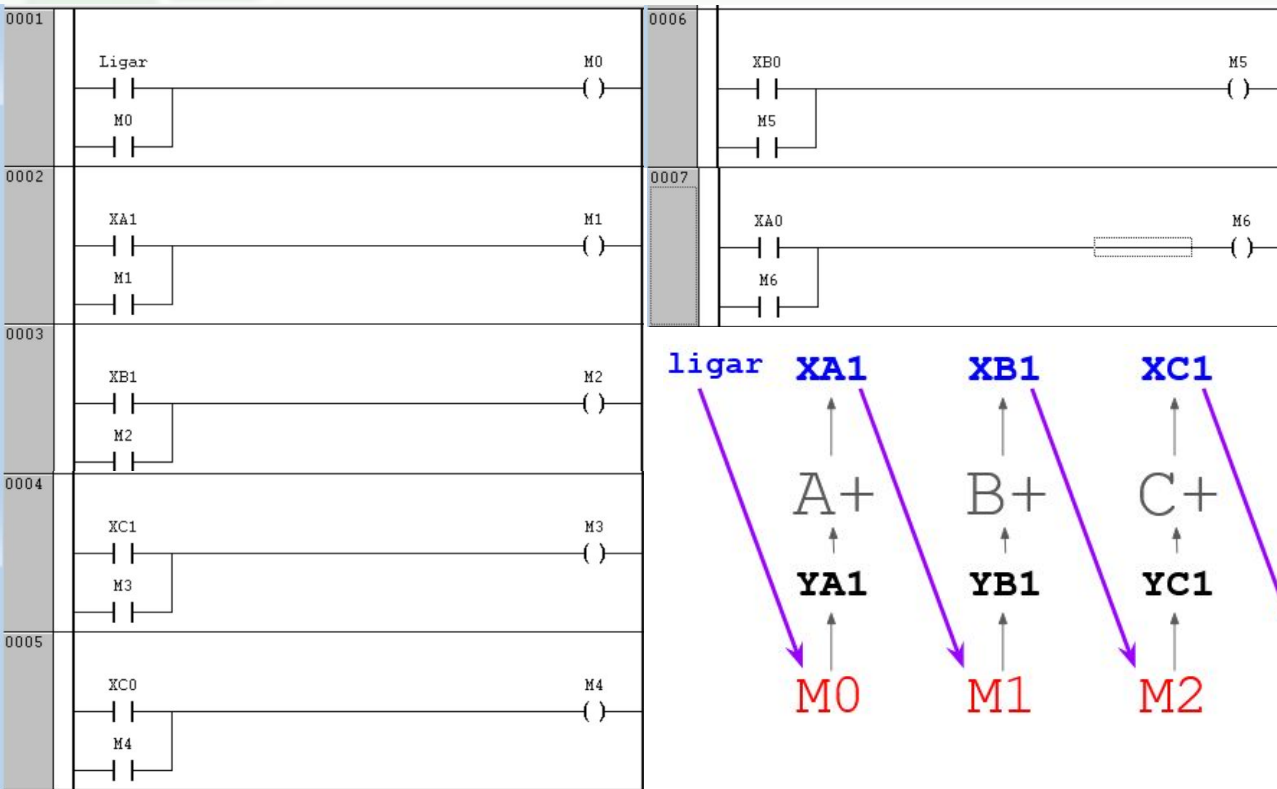 0001
Ligar M0
M0
0002
XA1 M1
M1
0003
XB1 M2
M2
0004
XC1 M3
M3
0005
XC0 M4
M4
0006
XB0 M5
M5
0007
XA0 M6
M6
ligar XA1 XB1 XC1
A+ B+ C+
YA1 YB1 YC1
M0 M1 M2